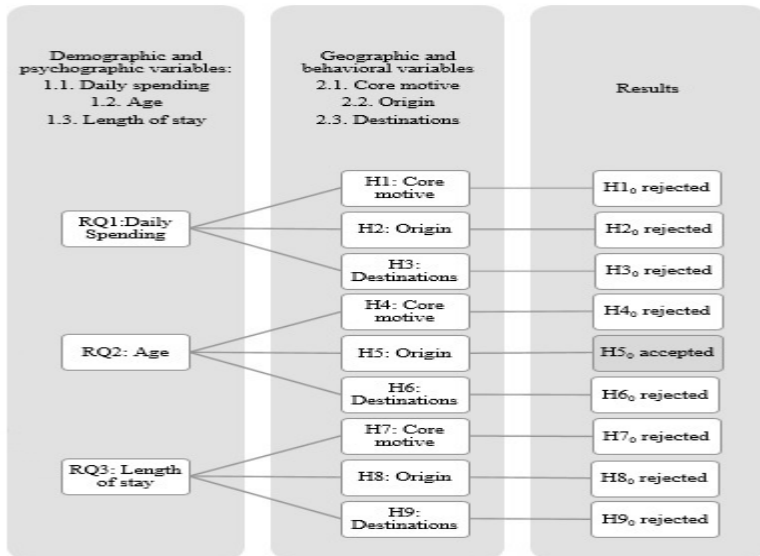 Demographic and
psychographic variables:
1.1. Daily spending
1.2. Age
1.3. Length of stay
Geographic and
behavioral variables
2.1. Core motive
2.2. Origin
2.3. Destinations
Results
RQ1:Daily
Spending
H1: Core
motive
H1₀ rejected
H2: Origin
H2₀ rejected
H3:
Destinations
H3₀ rejected
RQ2: Age
H4: Core
motive
H4₀ rejected
H5: Origin
H5₀ accepted
H6:
Destinations
H6₀ rejected
RQ3: Length
of stay
H7: Core
motive
H7₀ rejected
H8: Origin
H8₀ rejected
H9:
Destinations
H9₀ rejected